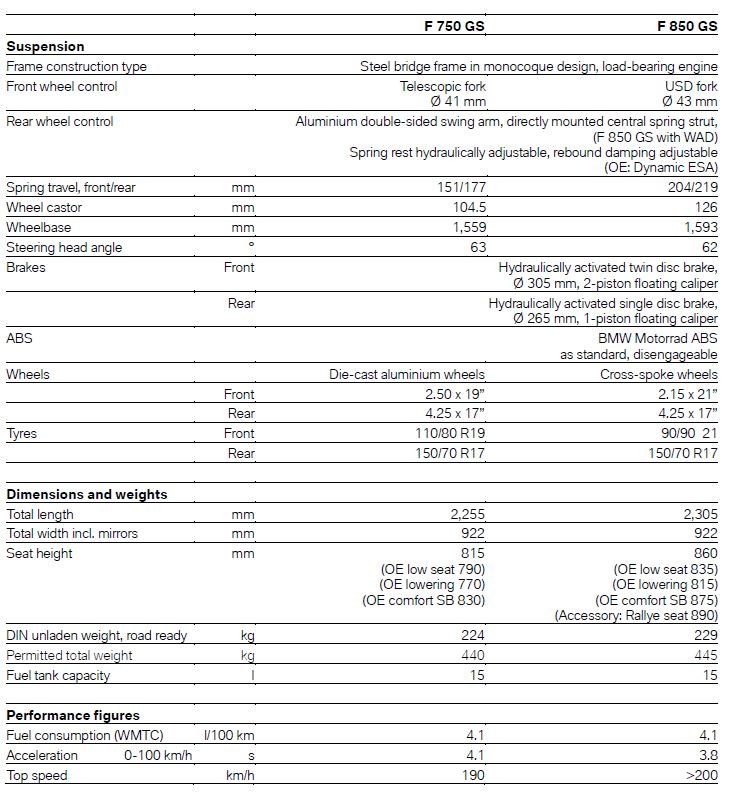 F 750 GS F 850 GS
Suspension
Frame construction type Steel bridge frame in monocoque design, load-bearing engine
Front wheel control Telescopic fork USD fork
Ø 41 mm Ø 43 mm
Rear wheel control Aluminium double-sided swing arm, directly mounted central spring strut,
(F 850 GS with WAD)
Spring rest hydraulically adjustable, rebound damping adjustable
(OE: Dynamic ESA)
Spring travel, front/rear mm 151/177 204/219
Wheel castor mm 104.5 126
Wheelbase mm 1,559 1,593
Steering head angle ° 63 62
Brakes Front Hydraulically activated twin disc brake,
Ø 305 mm, 2-piston floating caliper
Rear Hydraulically activated single disc brake,
Ø 265 mm, 1-piston floating caliper
ABS BMW Motorrad ABS
as standard, disengageable
Wheels Die-cast aluminium wheels Cross-spoke wheels
Front 2.50 x 19” 2.15 x 21”
Rear 4.25 x 17” 4.25 x 17”
Tyres Front 110/80 R19 90/90 21
Rear 150/70 R17 150/70 R17
Dimensions and weights
Total length mm 2,255 2,305
Total width incl. mirrors mm 922 922
Seat height mm 815 860
(OE low seat 790) (OE low seat 835)
(OE lowering 770) (OE lowering 815)
(OE comfort SB 830) (OE comfort SB 875)
(Accessory: Rallye seat 890)
DIN unladen weight, road ready kg 224 229
Permitted total weight kg 440 445
Fuel tank capacity l 15 15
Performance figures
Fuel consumption (WMTC) l/100 km 4.1 4.1
Acceleration 0-100 km/h s 4.1 3.8
Top speed km/h 190 >200